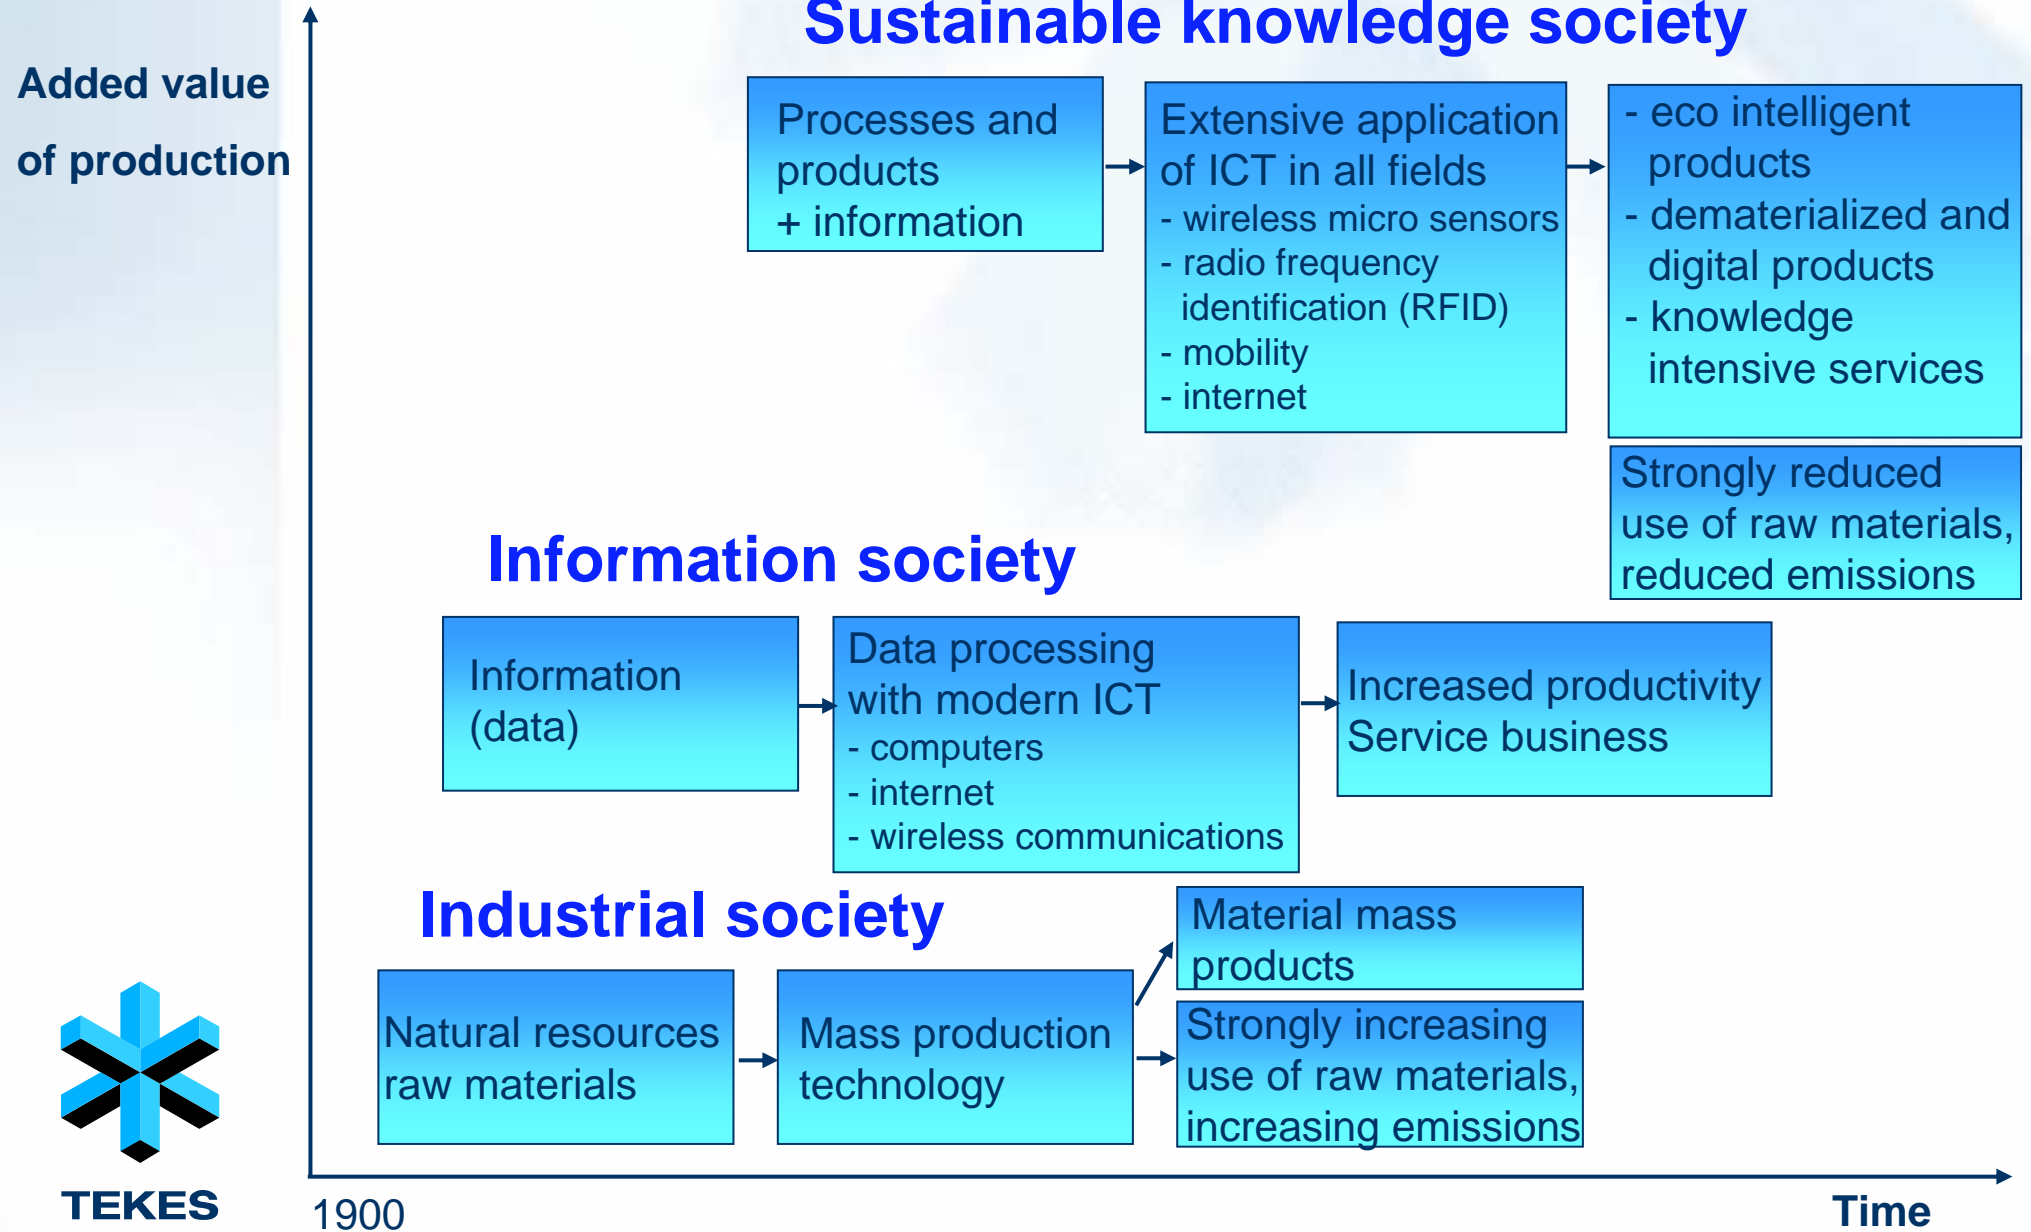 Sustainable knowledge society
Added value
of production
Processes and
products
+ information
Extensive application
of ICT in all fields
- wireless micro sensors
- radio frequency
identification (RFID)
- mobility
- internet
- eco intelligent
products
- dematerialized and
digital products
- knowledge
intensive services
Strongly reduced
use of raw materials,
reduced emissions
Information society
Information
(data)
Data processing
with modern ICT
- computers
- internet
- wireless communications
Increased productivity
Service business
Industrial society
Natural resources
raw materials
Mass production
technology
Material mass
products
Strongly increasing
use of raw materials,
increasing emissions
TEKES
1900
Time